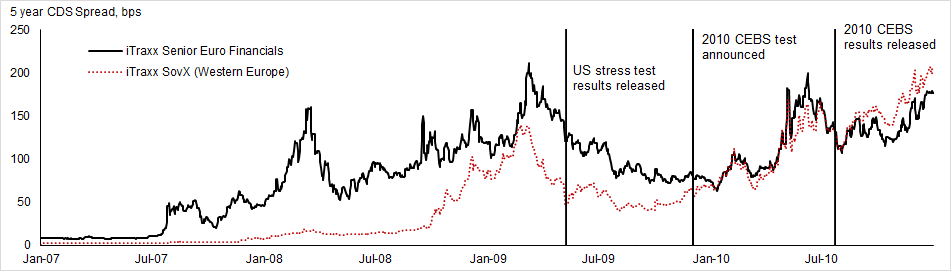 5 year CDS Spread, bps
250
200
150
100
50
0
iTraxx Senior Euro Financials
iTraxx SovX (Western Europe)
US stress test
results released
2010 CEBS test
announced
2010 CEBS
results released
Jan-07
Jul-07
Jan-08
Jul-08
Jan-09
Jul-09
Jan-10
Jul-10